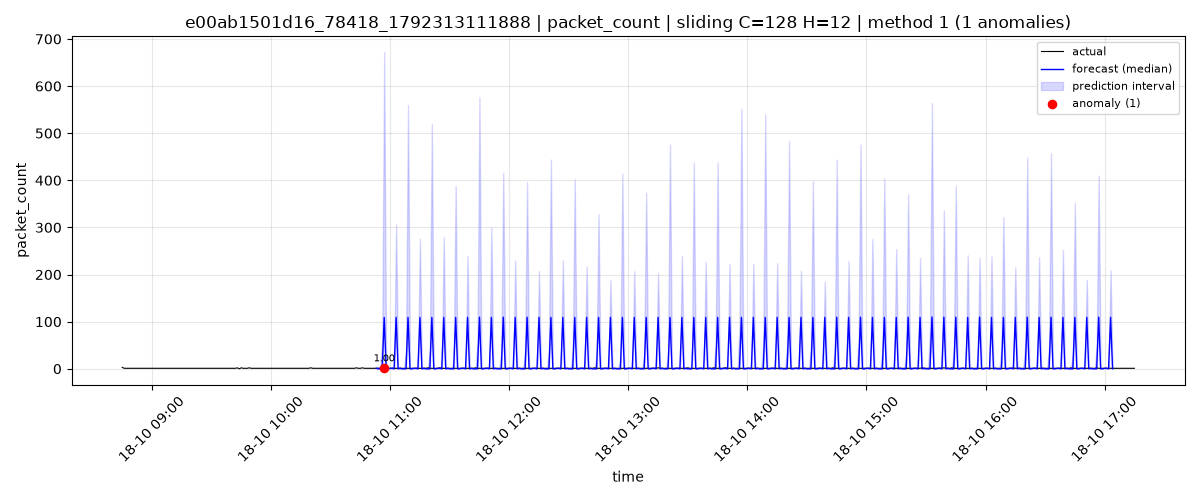 e00ab1501d16_78418_1792313111888 | packet_count | sliding C=128 H=12 | method 1 (1 anomalies)
700
600
500
400
300
200
100
0
packet_count
actual
forecast (median)
prediction interval
anomaly (1)
1.00
18-10 09:00
18-10 10:00
18-10 11:00
18-10 12:00
18-10 13:00
18-10 14:00
18-10 15:00
18-10 16:00
18-10 17:00
time